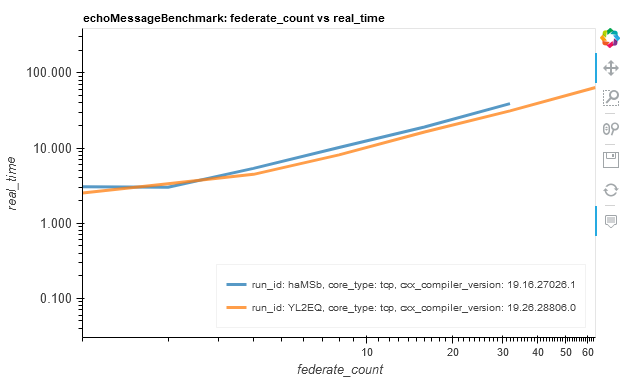 echoMessageBenchmark: federate_count vs real_time
100.000
10.000
1.000
0.100
real_time
run_id: haMSb, core_type: tcp, cxx_compiler_version: 19.16.27026.1
run_id: YL2EQ, core_type: tcp, cxx_compiler_version: 19.26.28806.0
10 20 30 40 50 60
federate_count